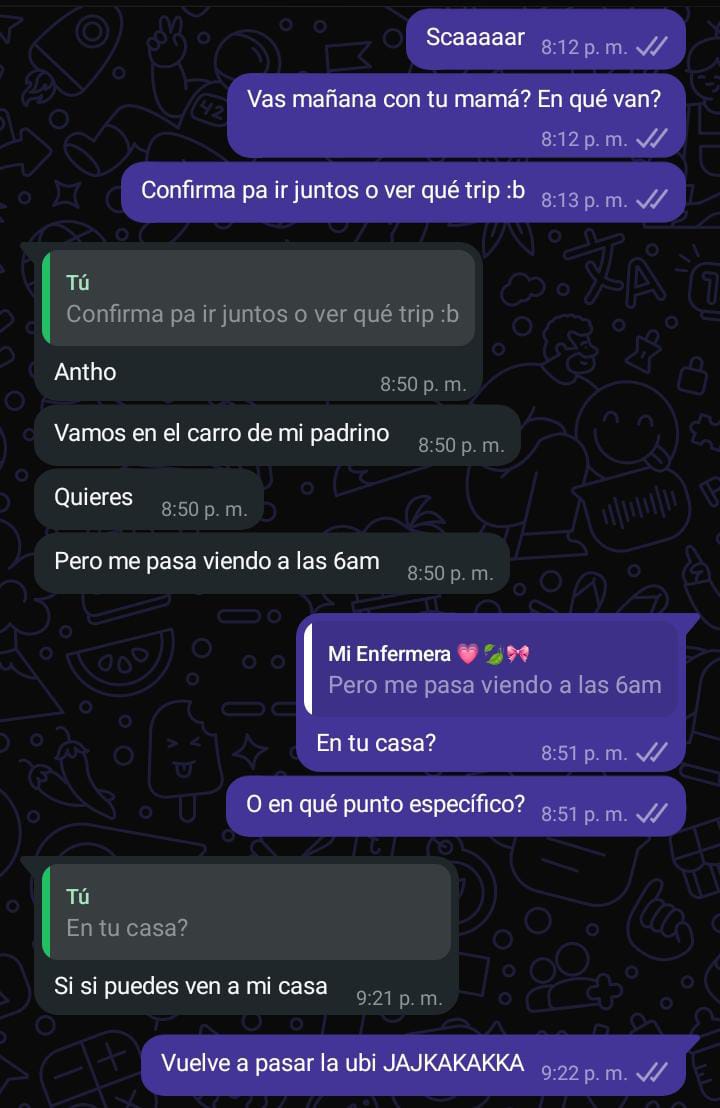 Scaaaaar
8:12 p. m.
Vas mañana con tu mamá? En qué van?
8:12 p. m.
Confirma pa ir juntos o ver qué trip :b
8:13 p. m.
Tú
Confirma pa ir juntos o ver qué trip :b
Antho
8:50 p. m.
Vamos en el carro de mi padrino
8:50 p. m.
Quieres
8:50 p. m.
Pero me pasa viendo a las 6am
8:50 p. m.
Mi Enfermera 💗🍃🎀
Pero me pasa viendo a las 6am
En tu casa?
8:51 p. m.
O en qué punto específico?
8:51 p. m.
Tú
En tu casa?
Si si puedes ven a mi casa
9:21 p. m.
Vuelve a pasar la ubi JAJKAKAKKA
9:22 p. m.